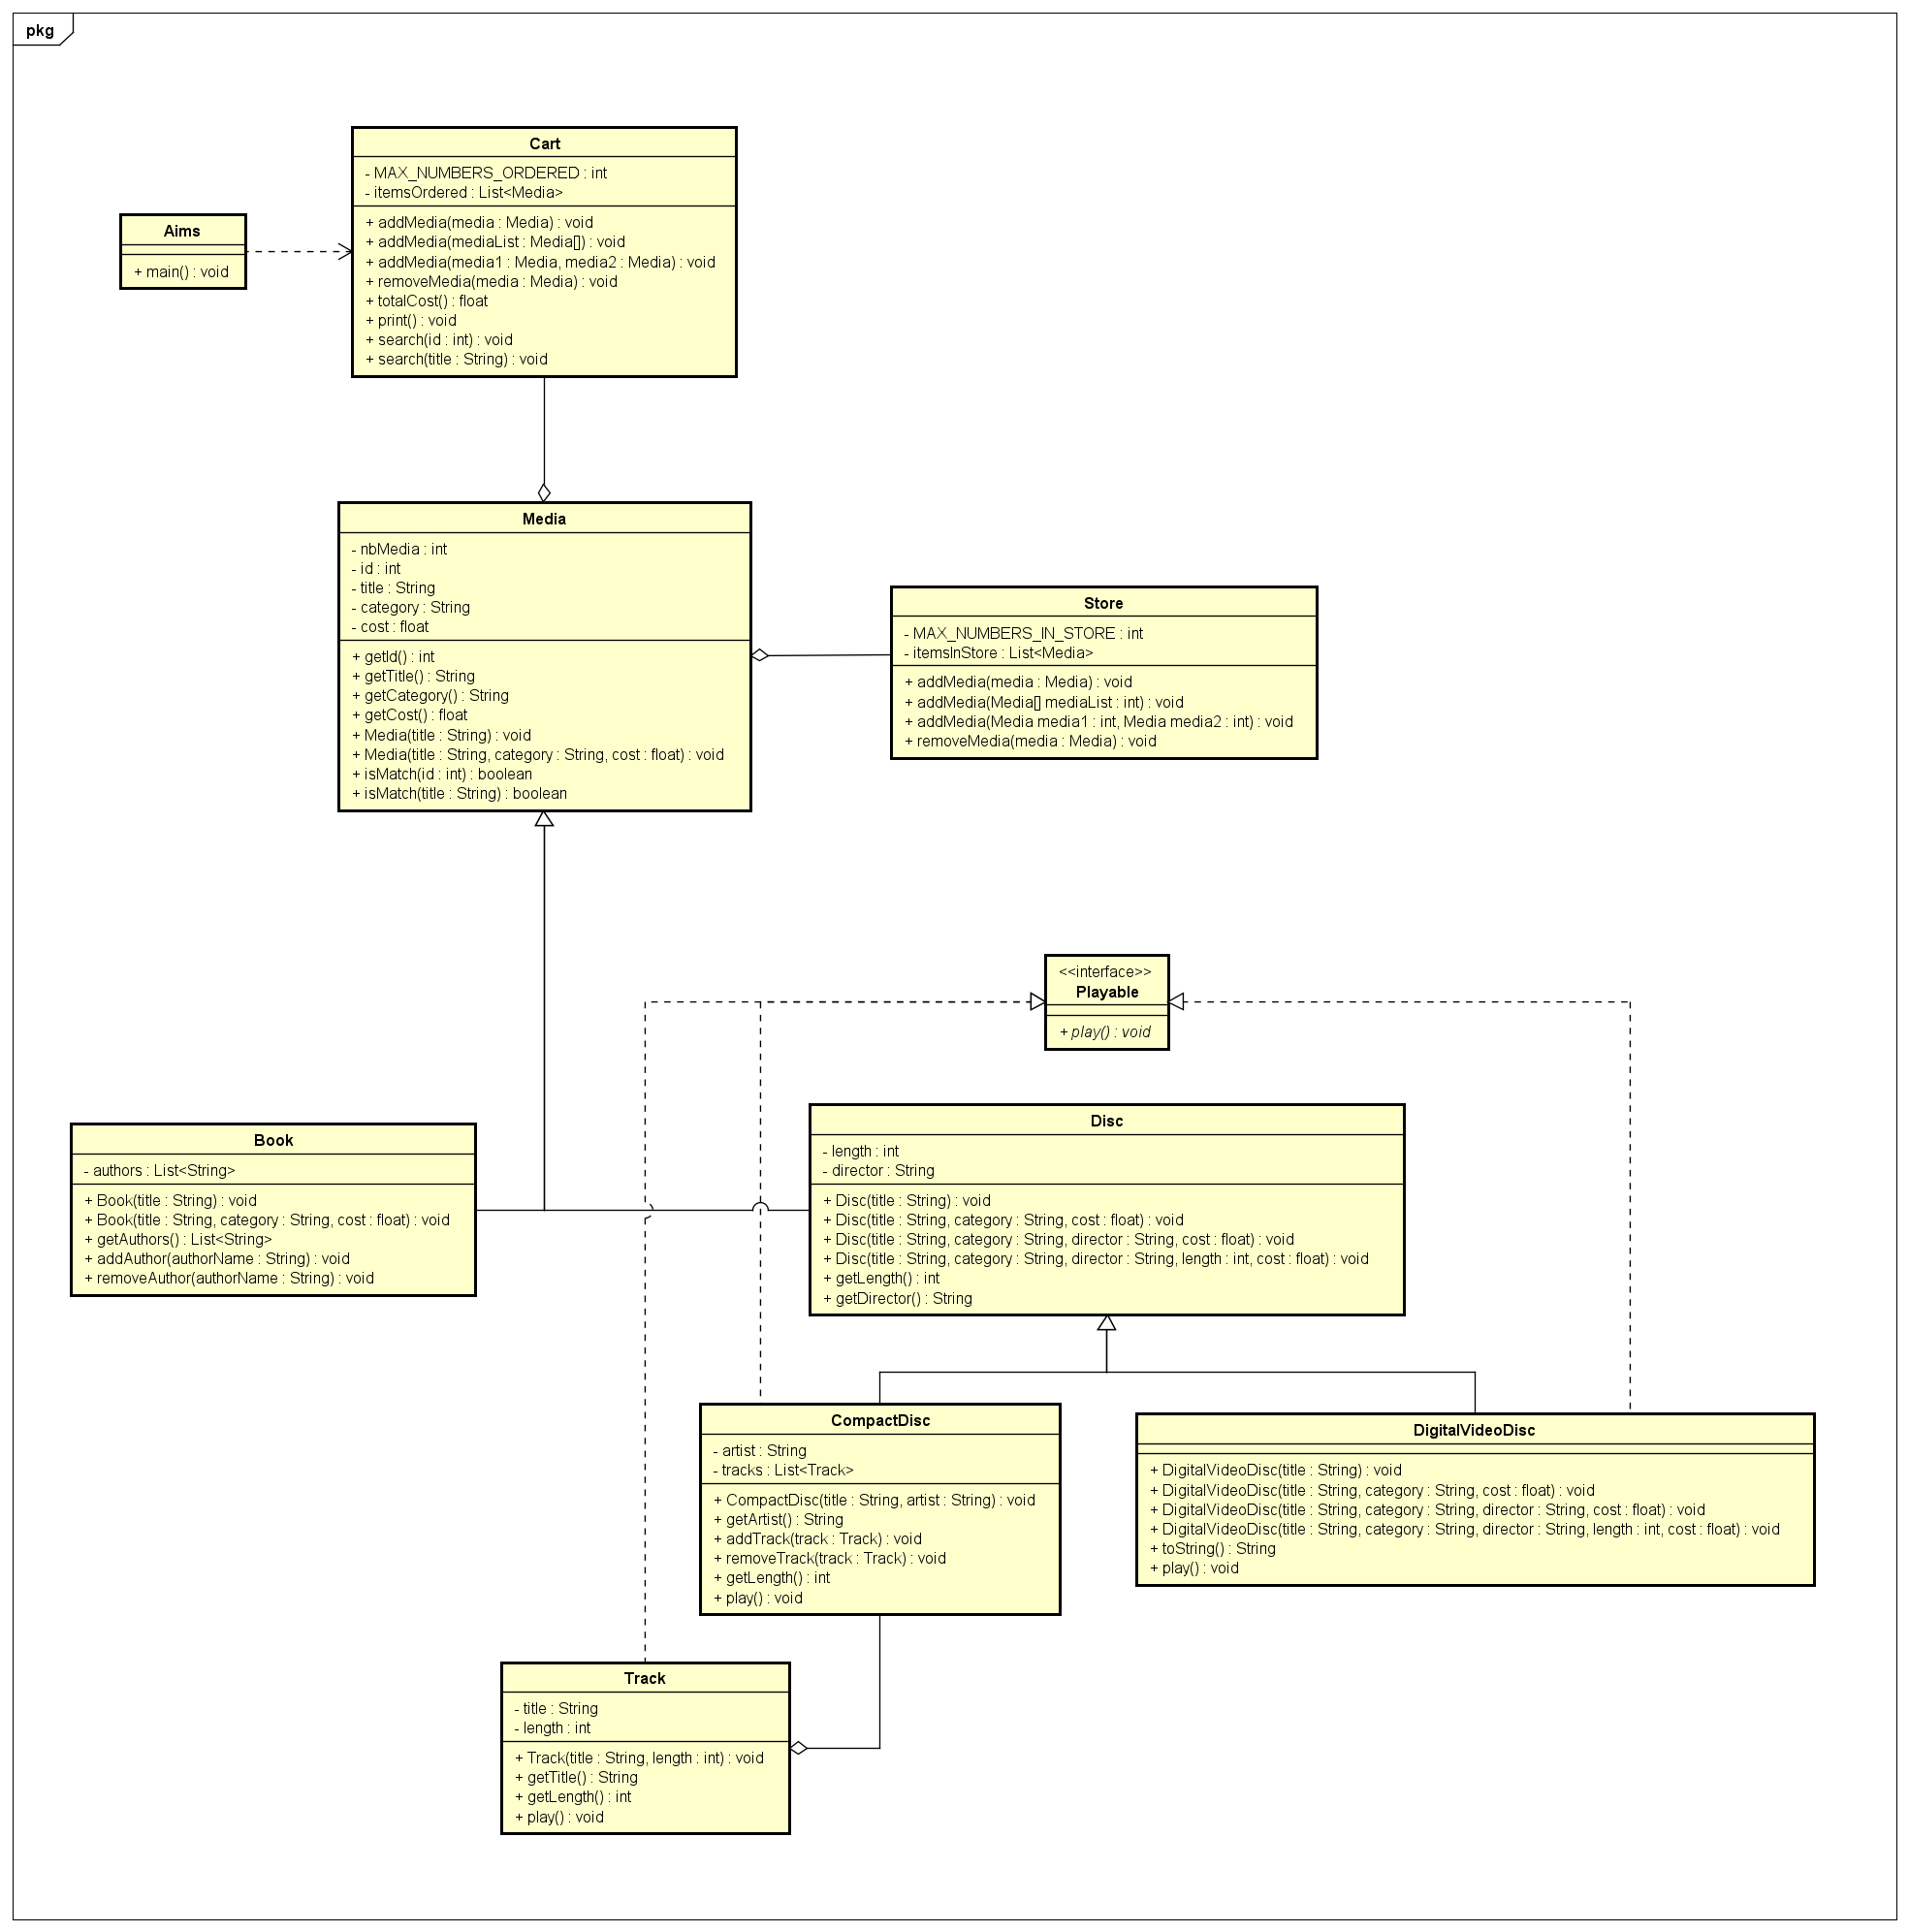 pkg
Cart
- MAX_NUMBERS_ORDERED : int
- itemsOrdered : List<Media>
+ addMedia(media : Media) : void
+ addMedia(mediaList : Media[]) : void
+ addMedia(media1 : Media, media2 : Media) : void
+ removeMedia(media : Media) : void
+ totalCost() : float
+ print() : void
+ search(id : int) : void
+ search(title : String) : void
Aims
+ main() : void
Media
- nbMedia : int
- id : int
- title : String
- category : String
- cost : float
+ getId() : int
+ getTitle() : String
+ getCategory() : String
+ getCost() : float
+ Media(title : String) : void
+ Media(title : String, category : String, cost : float) : void
+ isMatch(id : int) : boolean
+ isMatch(title : String) : boolean
Store
- MAX_NUMBERS_IN_STORE : int
- itemsInStore : List<Media>
+ addMedia(media : Media) : void
+ addMedia(Media[] mediaList : int) : void
+ addMedia(Media media1 : int, Media media2 : int) : void
+ removeMedia(media : Media) : void
<<interface>>
Playable
+ play() : void
Book
- authors : List<String>
+ Book(title : String) : void
+ Book(title : String, category : String, cost : float) : void
+ getAuthors() : List<String>
+ addAuthor(authorName : String) : void
+ removeAuthor(authorName : String) : void
Disc
- length : int
- director : String
+ Disc(title : String) : void
+ Disc(title : String, category : String, cost : float) : void
+ Disc(title : String, category : String, director : String, cost : float) : void
+ Disc(title : String, category : String, director : String, length : int, cost : float) : void
+ getLength() : int
+ getDirector() : String
CompactDisc
- artist : String
- tracks : List<Track>
+ CompactDisc(title : String, artist : String) : void
+ getArtist() : String
+ addTrack(track : Track) : void
+ removeTrack(track : Track) : void
+ getLength() : int
+ play() : void
DigitalVideoDisc
+ DigitalVideoDisc(title : String) : void
+ DigitalVideoDisc(title : String, category : String, cost : float) : void
+ DigitalVideoDisc(title : String, category : String, director : String, cost : float) : void
+ DigitalVideoDisc(title : String, category : String, director : String, length : int, cost : float) : void
+ toString() : String
+ play() : void
Track
- title : String
- length : int
+ Track(title : String, length : int) : void
+ getTitle() : String
+ getLength() : int
+ play() : void